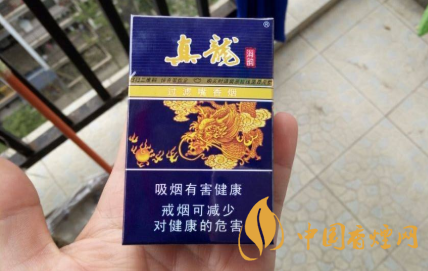 真龍
®
海韵
过滤嘴香烟
吸烟有害健康
戒烟可减少
对健康的危害
中国香烟网